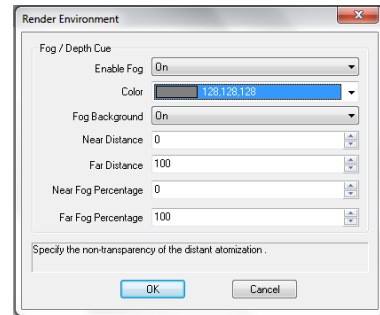 Render Environment
Fog / Depth Cue
Enable Fog On
Color 128,128,128
Fog Background On
Near Distance 0
Far Distance 100
Near Fog Percentage 0
Far Fog Percentage 100
Specify the non-transparency of the distant atomization .
OK Cancel